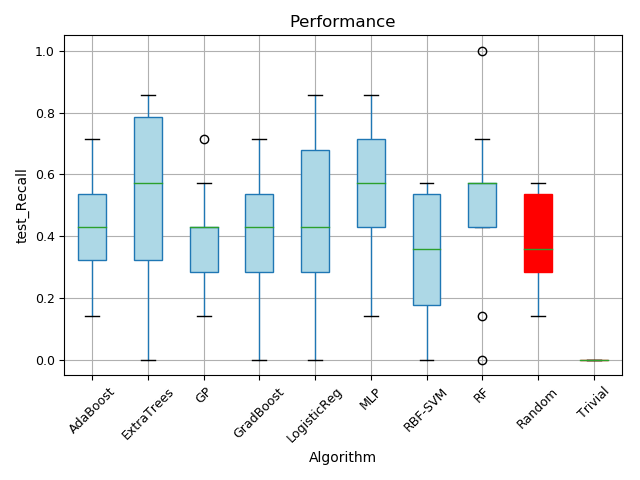 Performance
test_Recall
1.0
0.8
0.6
0.4
0.2
0.0
AdaBoost
ExtraTrees
GP
GradBoost
LogisticReg
MLP
RBF-SVM
RF
Random
Trivial
Algorithm